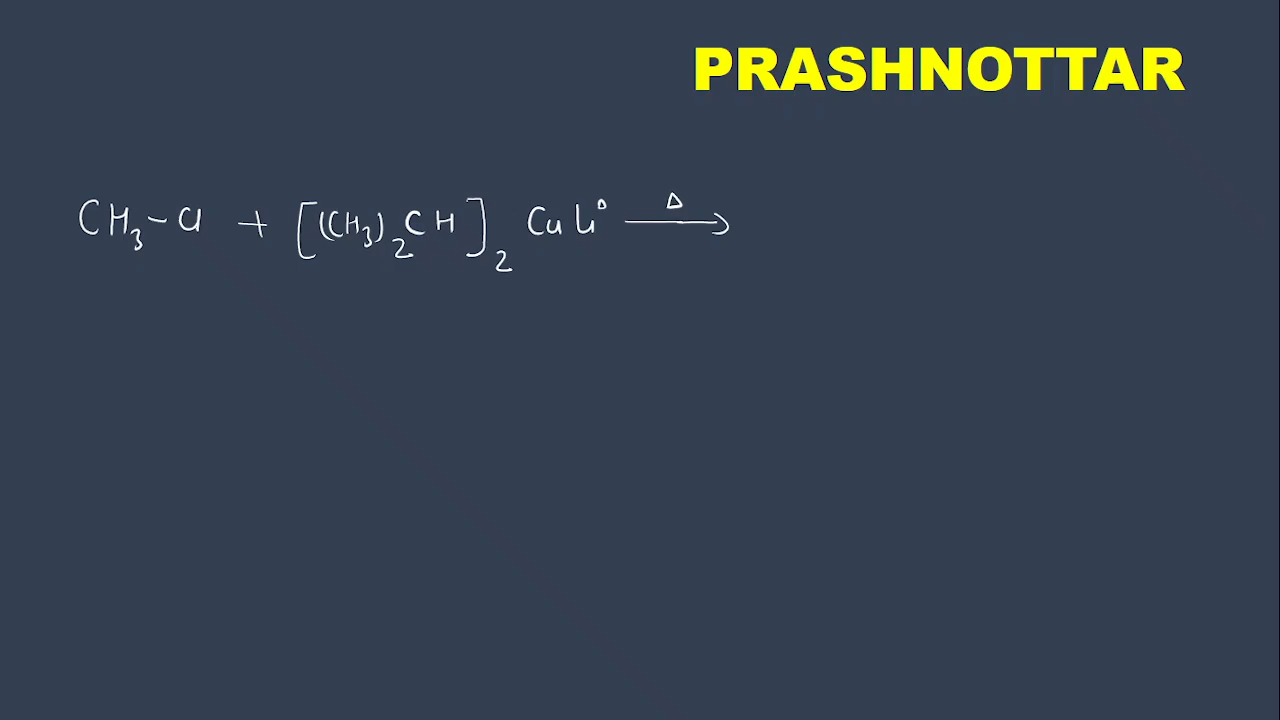 PRASHNOTTAR
CH₃-Cl + [(CH₃)₂CH]₂ CuLi Δ→